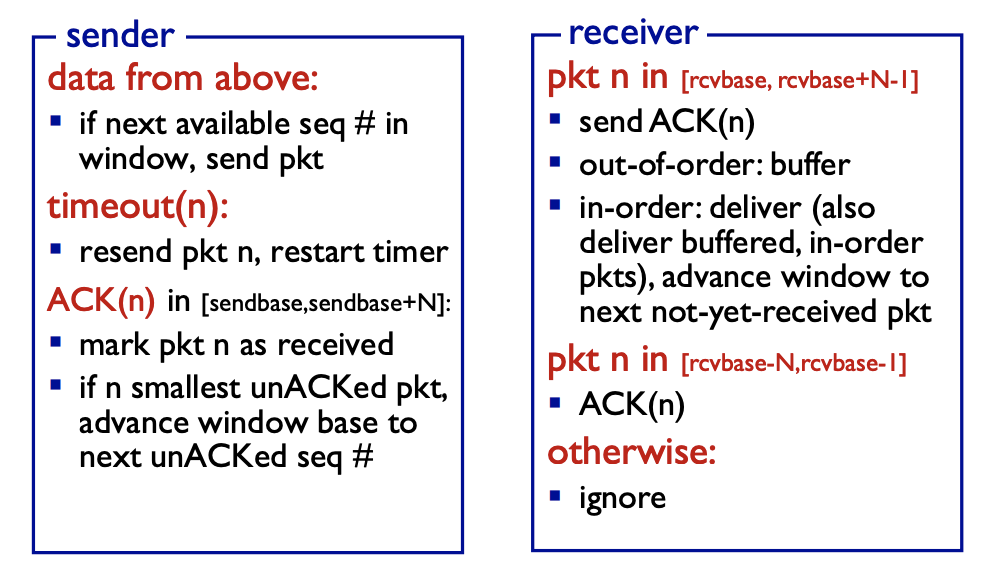 sender
data from above:
▪ if next available seq # in
window, send pkt
timeout(n):
▪ resend pkt n, restart timer
ACK(n) in [sendbase,sendbase+N]:
▪ mark pkt n as received
▪ if n smallest unACKed pkt,
advance window base to
next unACKed seq #
receiver
pkt n in [rcvbase, rcvbase+N-1]
▪ send ACK(n)
▪ out-of-order: buffer
▪ in-order: deliver (also
deliver buffered, in-order
pkts), advance window to
next not-yet-received pkt
pkt n in [rcvbase-N,rcvbase-1]
▪ ACK(n)
otherwise:
▪ ignore